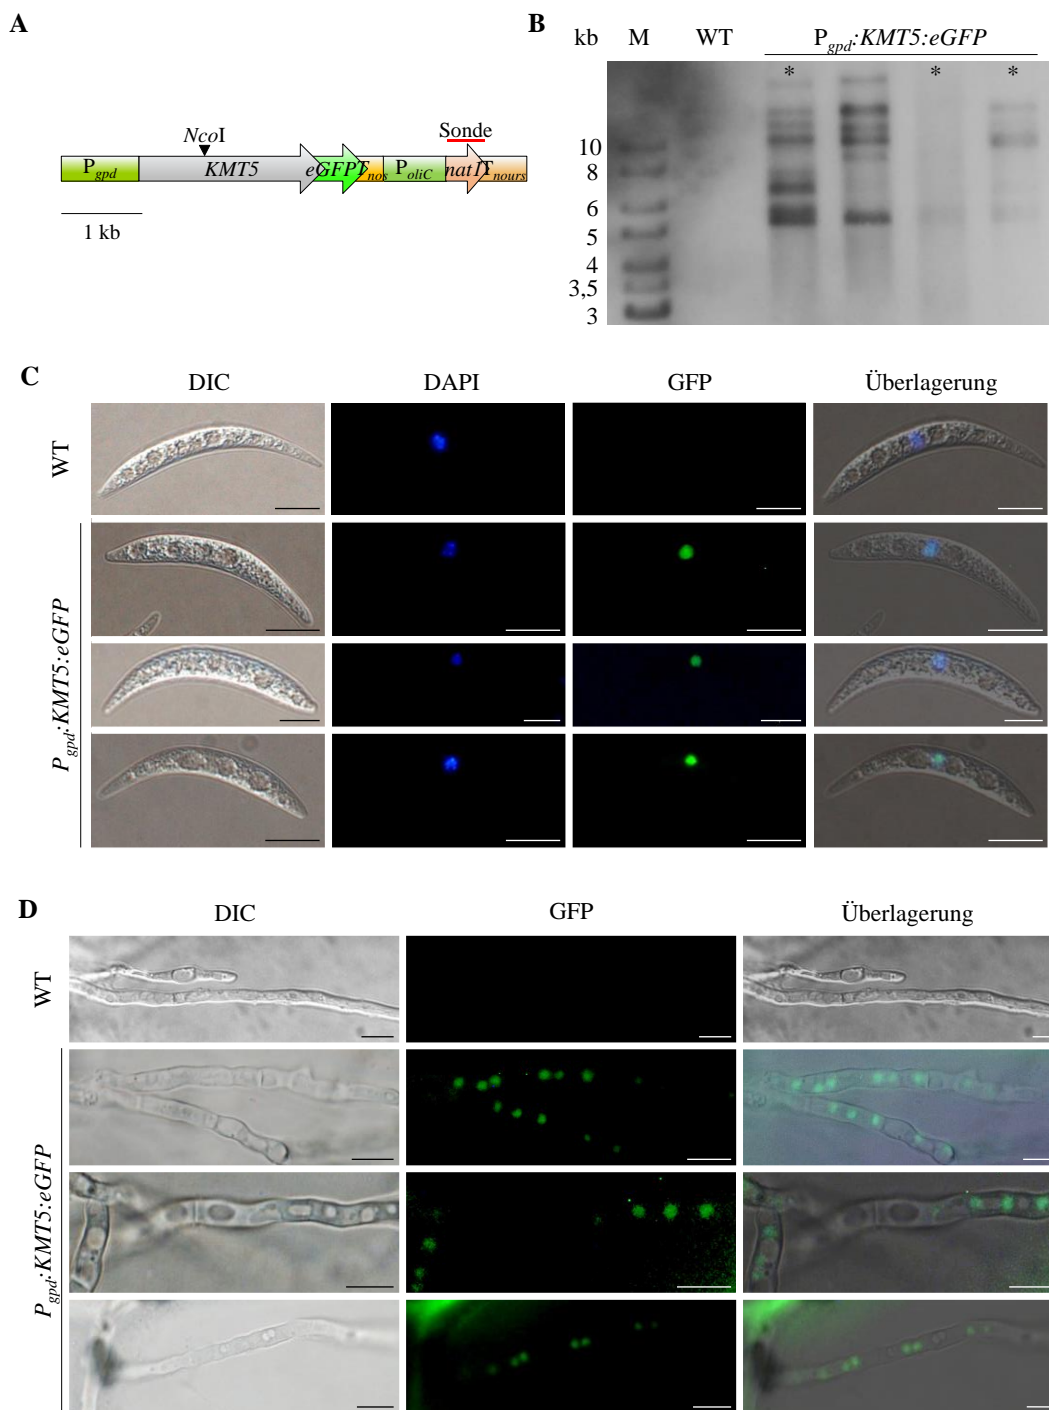 A
NcoI
Sonde
Pgpd KMT5 eGFP Tnos PoliC nat1 Tnours
1 kb
B
kb M WT Pgpd:KMT5:eGFP
* * *
10
8
6
5
4
3,5
3
C
DIC DAPI GFP Überlagerung
WT
Pgpd:KMT5:eGFP
D
DIC GFP Überlagerung
WT
Pgpd:KMT5:eGFP